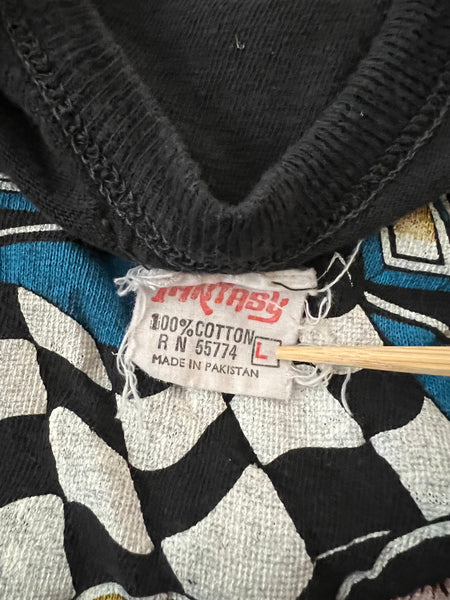 FANTASY
100% COTTON
R N 55774 L
MADE IN PAKISTAN